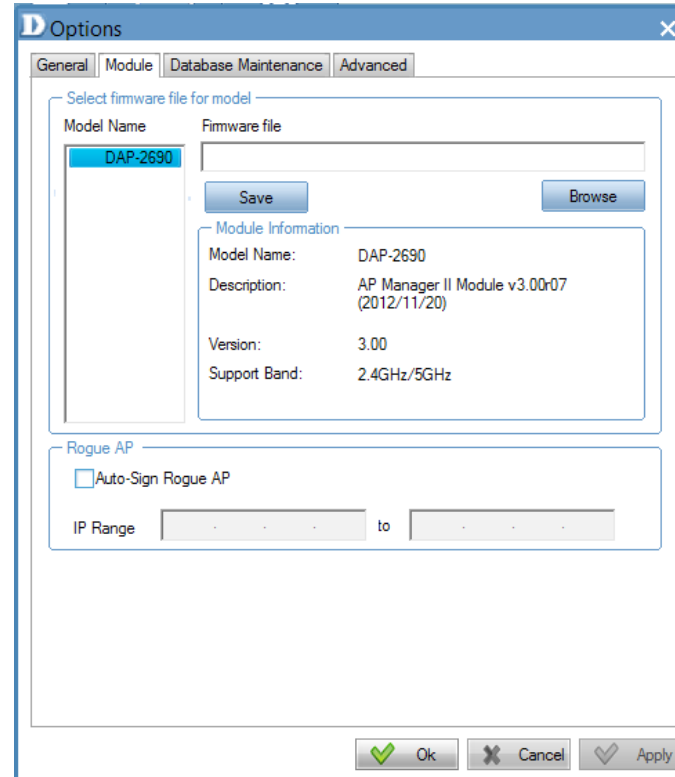 D Options
General Module Database Maintenance Advanced
Select firmware file for model
Model Name Firmware file
DAP-2690
Save Browse
Module Information
Model Name: DAP-2690
Description: AP Manager II Module v3.00r07
(2012/11/20)
Version: 3.00
Support Band: 2.4GHz/5GHz
Rogue AP
Auto-Sign Rogue AP
IP Range . . . to . . .
Ok Cancel Apply